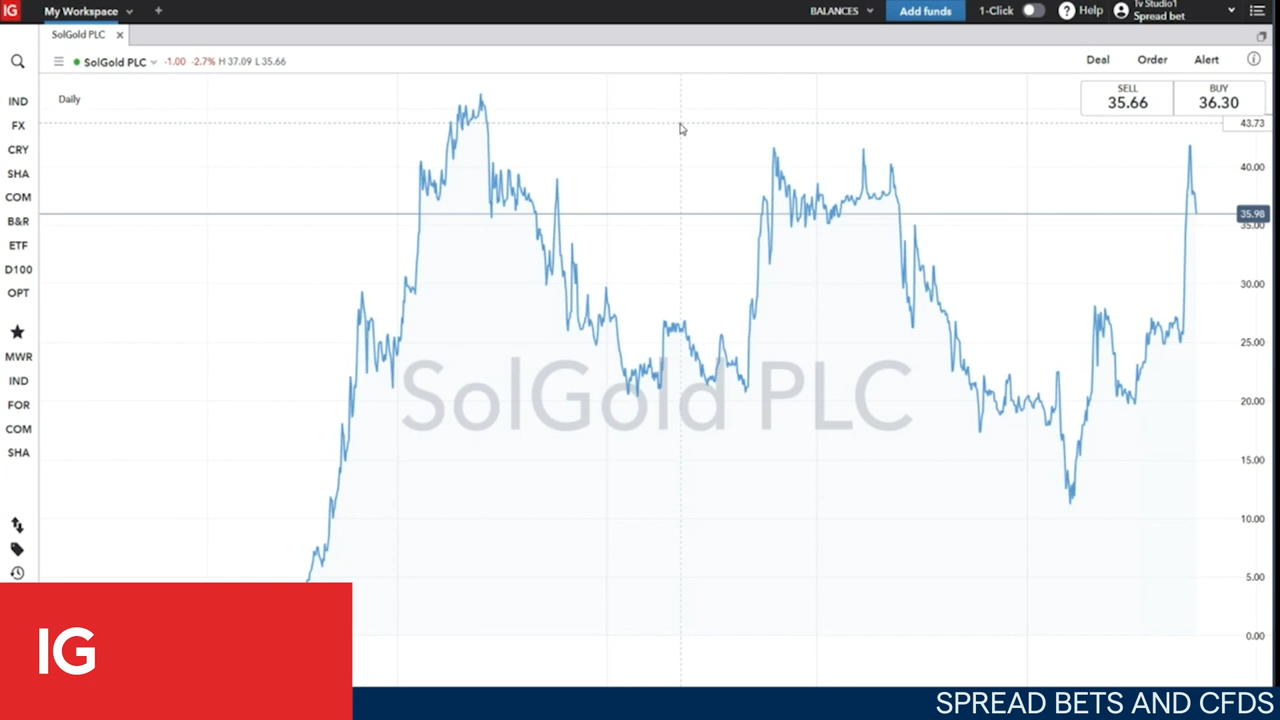 IG My Workspace + BALANCES Add funds 1-Click ? Help Tv Studio1
Spread bet
SolGold PLC ×
SolGold PLC -1.00 -2.7% H 37.09 L 35.66 Deal Order Alert
Daily
SELL BUY
35.66 36.30
43.73
40.00
35.98
35.00
30.00
25.00
20.00
15.00
10.00
5.00
0.00
SolGold PLC
IND
FX
CRY
SHA
COM
B&R
ETF
D100
OPT
MWR
IND
FOR
COM
SHA
IG
SPREAD BETS AND CFDS